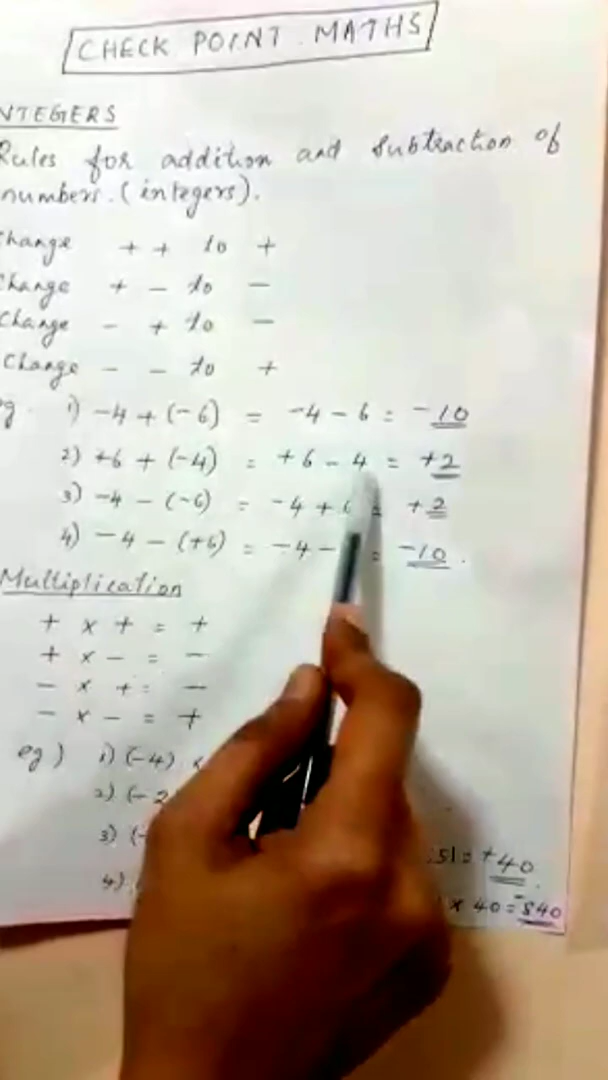 CHECK POINT MATHS
NTEGERS
Rules for addition and Subtraction of
numbers. (integers).
Change + + to +
Change + - to -
Change - + to -
Change - - to +
eg. 1) -4 + (-6) = -4 - 6 = -10
2) +6 + (-4) = +6 - 4 = +2
3) -4 - (-6) = -4 + 6 = +2
4) -4 - (+6) = -4 - = -10.
Multiplication
+ x + = +
+ x - = -
- x + = -
- x - = +
eg) 1) (-4)
2) (-2
3) (-
4)
= +40.
x 40 = -840